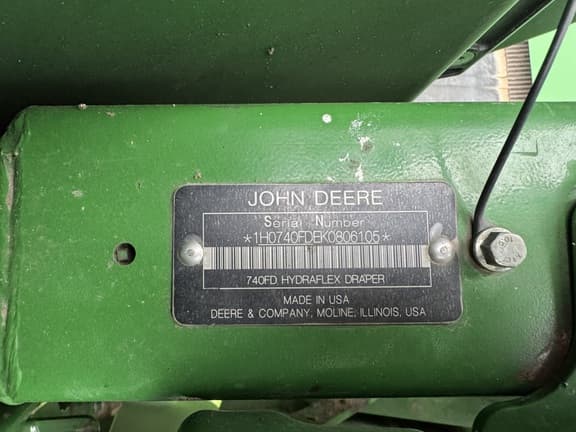 JOHN DEERE
Serial Number
*1H0740FDEK0806105*
740FD HYDRAFLEX DRAPER
MADE IN USA
DEERE & COMPANY, MOLINE, ILLINOIS, USA